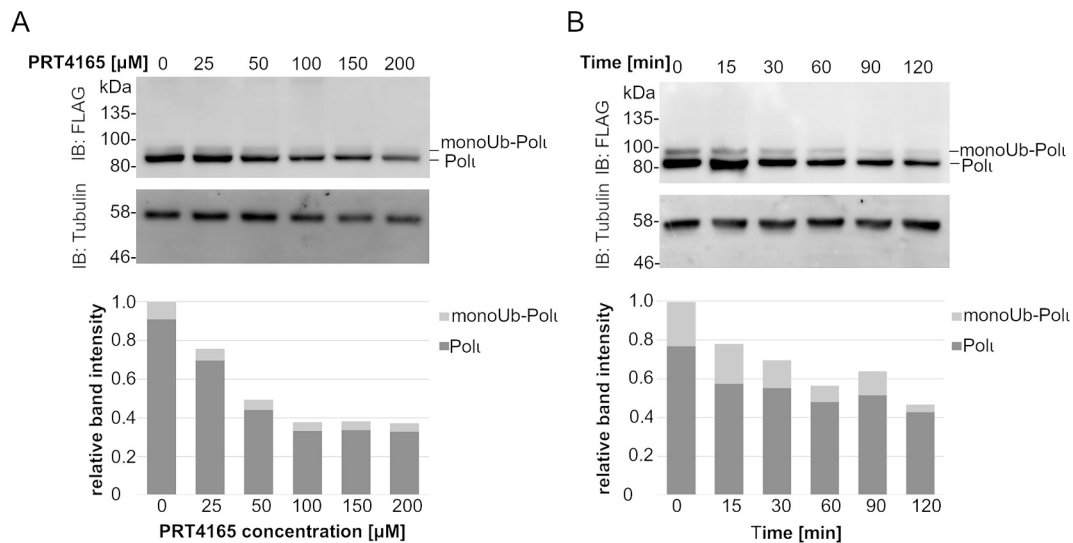 A
PRT4165 [µM] 0 25 50 100 150 200
kDa
135-
100-
80-
IB: FLAG
monoUb-Polι
Polι
58-
46-
IB: Tubulin
1.0
0.8
0.6
0.4
0.2
0
relative band intensity
monoUb-Polι
Polι
0 25 50 100 150 200
PRT4165 concentration [µM]
B
Time [min] 0 15 30 60 90 120
kDa
135-
100-
80-
IB: FLAG
monoUb-Polι
Polι
58-
46-
IB: Tubulin
1.0
0.8
0.6
0.4
0.2
0
relative band intensity
monoUb-Polι
Polι
0 15 30 60 90 120
Time [min]